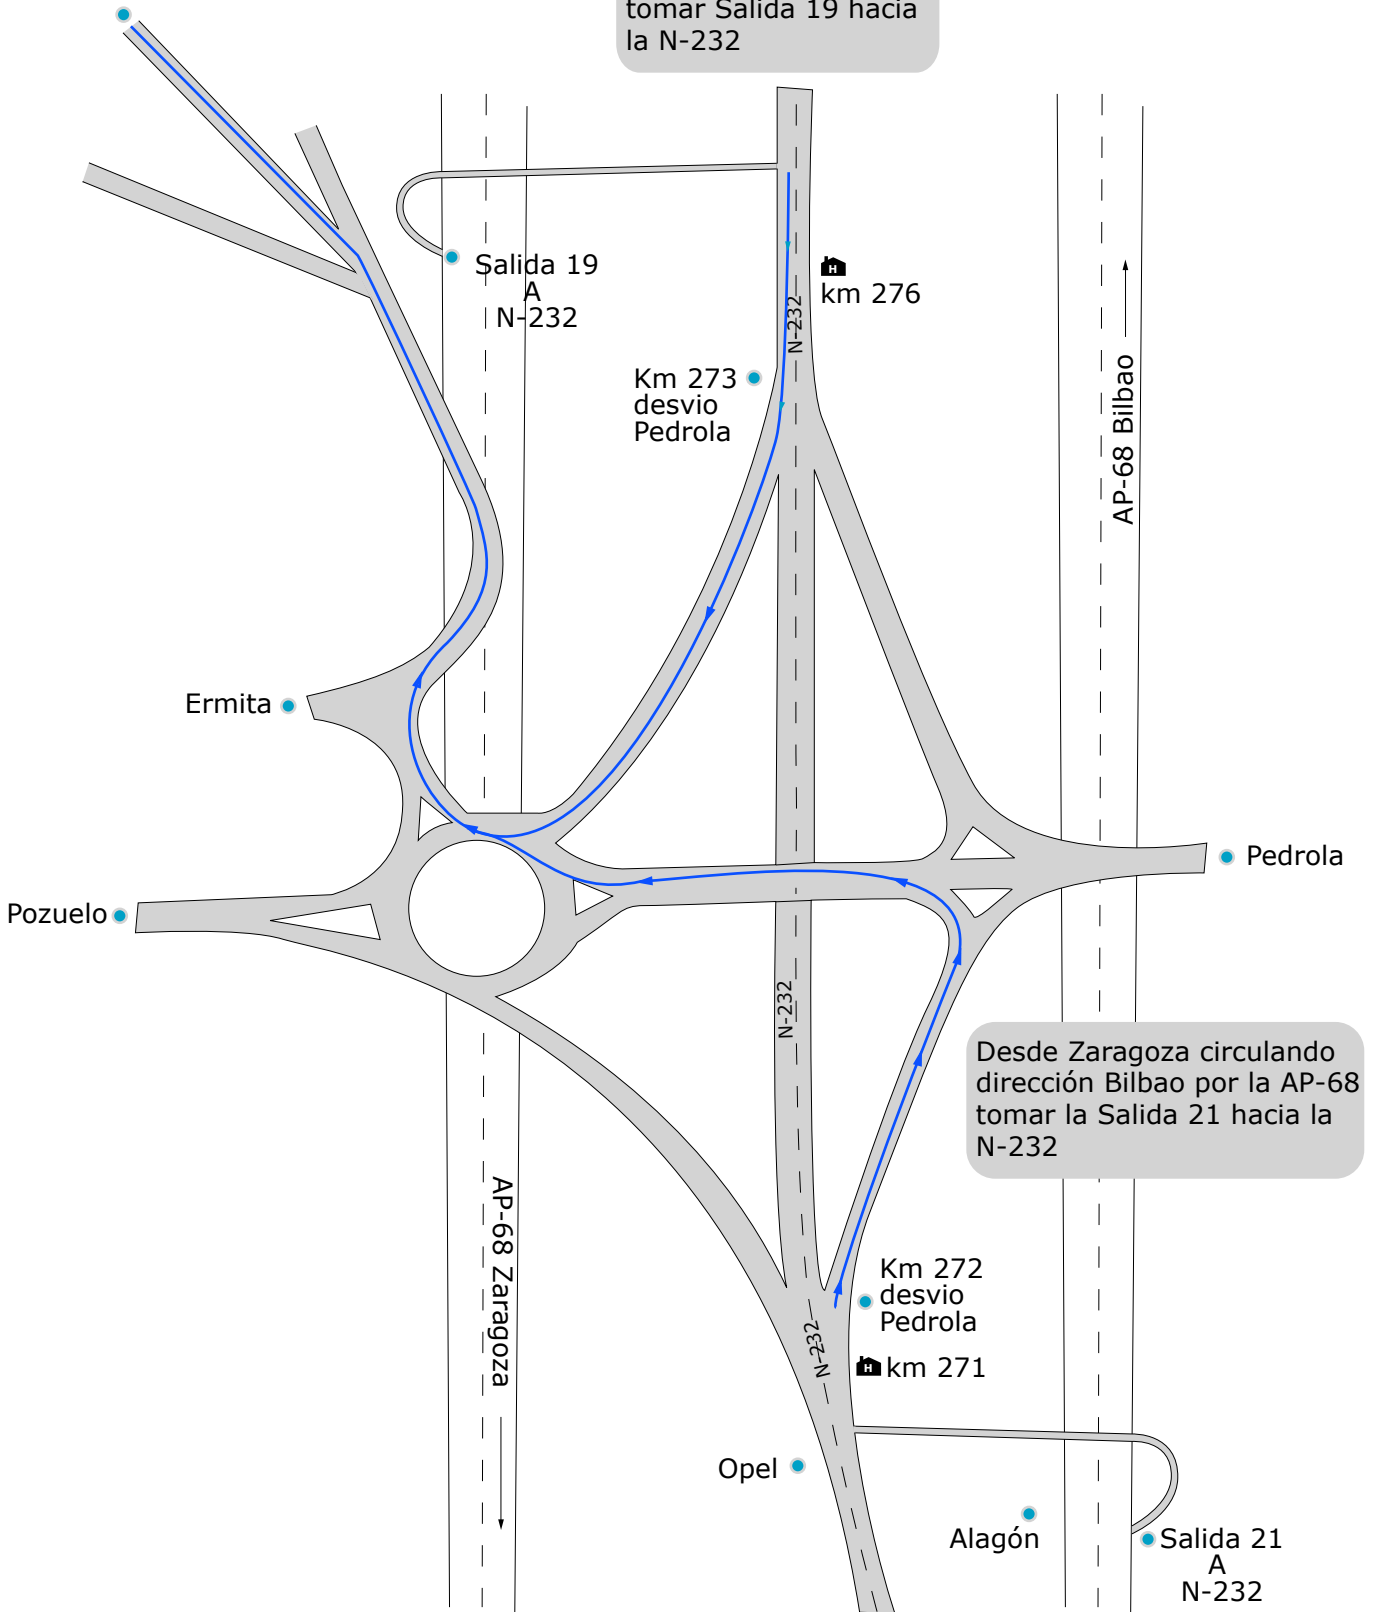 tomar Salida 19 hacia
la N-232
Salida 19
A
N-232
H
km 276
N-232
Km 273
desvio
Pedrola
AP-68 Bilbao
Ermita
Pedrola
Pozuelo
N-232
Desde Zaragoza circulando
dirección Bilbao por la AP-68
tomar la Salida 21 hacia la
N-232
AP-68 Zaragoza
Km 272
desvio
Pedrola
N-232
H
km 271
Opel
Alagón
Salida 21
A
N-232